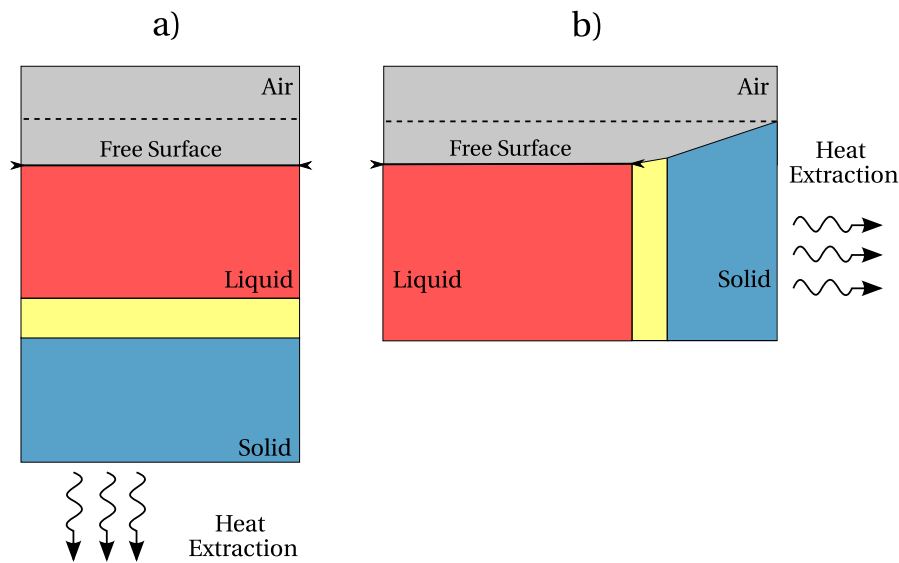 a)
Air
Free Surface
Liquid
Solid
Heat
Extraction
b)
Air
Free Surface
Liquid
Solid
Heat
Extraction